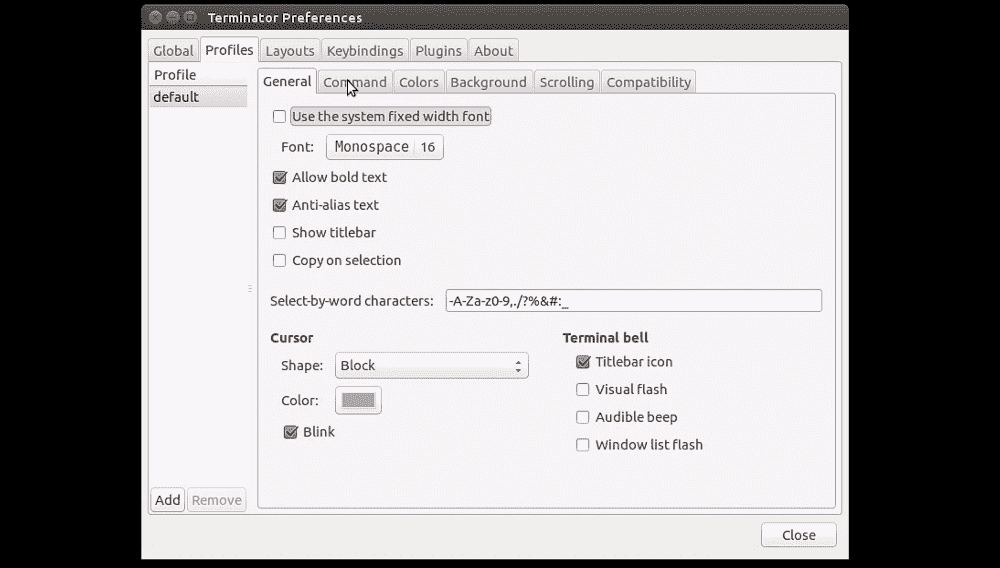 Terminator Preferences
Global Profiles Layouts Keybindings Plugins About
Profile
default
General Command Colors Background Scrolling Compatibility
Use the system fixed width font
Font: Monospace 16
Allow bold text
Anti-alias text
Show titlebar
Copy on selection
Select-by-word characters: -A-Za-z0-9,./?%&#:_
Cursor
Shape: Block
Color:
Blink
Terminal bell
Titlebar icon
Visual flash
Audible beep
Window list flash
Add Remove
Close